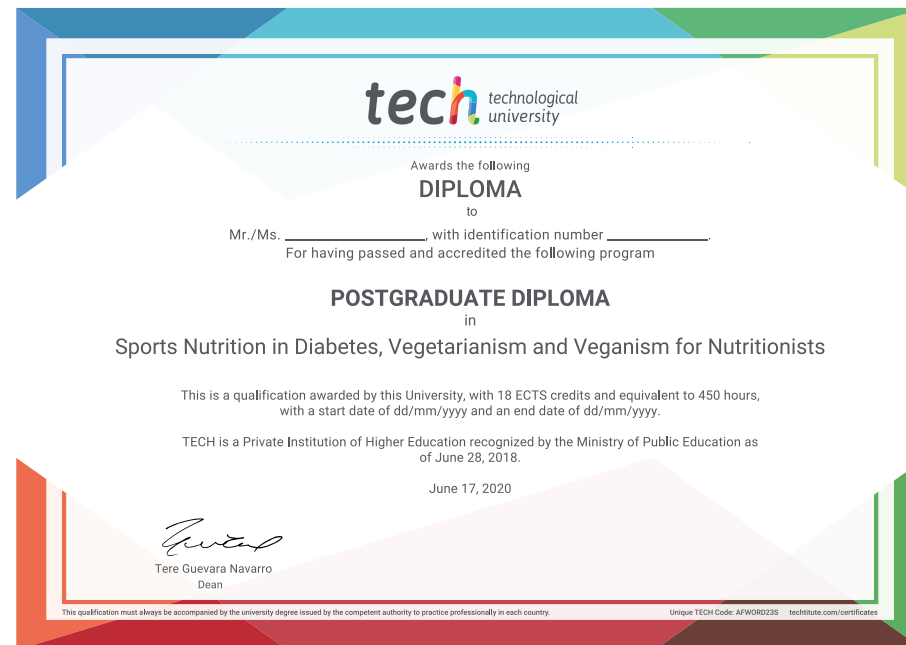 tech technological
university
Awards the following
DIPLOMA
to
Mr./Ms. ____________, with identification number ____________.
For having passed and accredited the following program
POSTGRADUATE DIPLOMA
in
Sports Nutrition in Diabetes, Vegetarianism and Veganism for Nutritionists
This is a qualification awarded by this University, with 18 ECTS credits and equivalent to 450 hours,
with a start date of dd/mm/yyyy and an end date of dd/mm/yyyy.
TECH is a Private Institution of Higher Education recognized by the Ministry of Public Education as
of June 28, 2018.
June 17, 2020
Tere Guevara Navarro
Dean
This qualification must always be accompanied by the university degree issued by the competent authority to practice professionally in each country.
Unique TECH Code: AFWORD23S techtitute.com/certificates